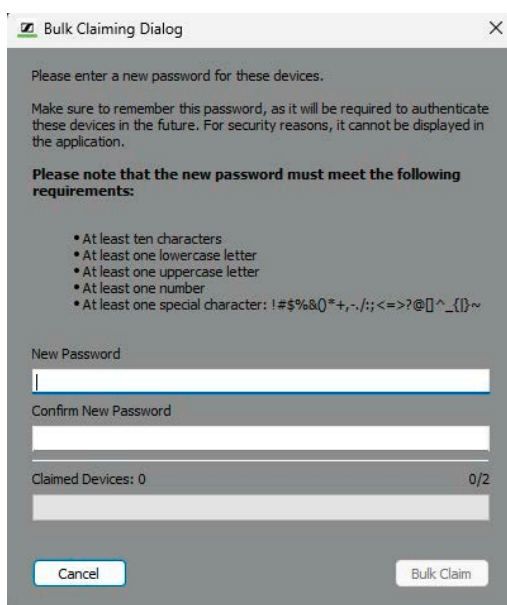 Bulk Claiming Dialog
Please enter a new password for these devices.
Make sure to remember this password, as it will be required to authenticate
these devices in the future. For security reasons, it cannot be displayed in
the application.
Please note that the new password must meet the following
requirements:
• At least ten characters
• At least one lowercase letter
• At least one uppercase letter
• At least one number
• At least one special character: !#$%&()*+,-./:;<=>?@[]^_{|}~
New Password
Confirm New Password
Claimed Devices: 0 0/2
Cancel Bulk Claim